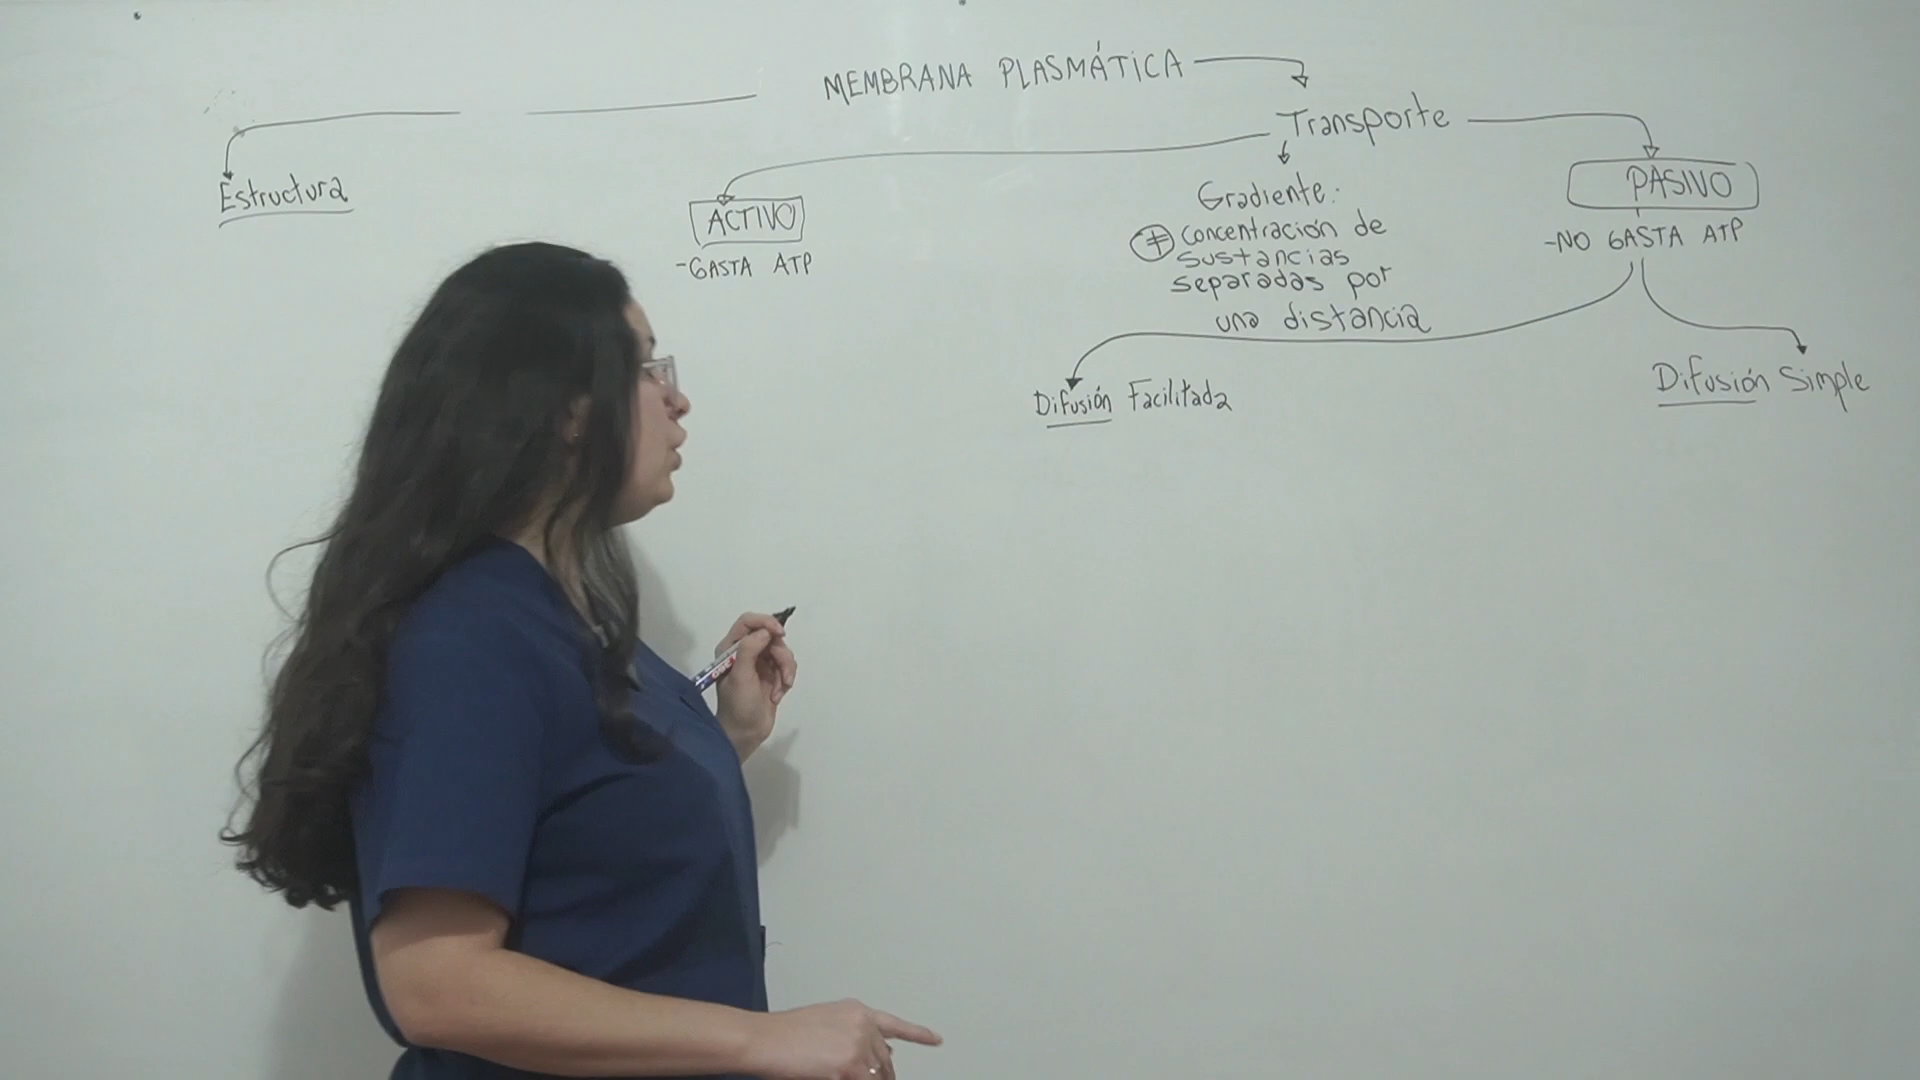 MEMBRANA PLASMÁTICA
Transporte
Estructura
ACTIVO
-GASTA ATP
Gradiente:
≠ concentración de
sustancias
separadas por
una distancia
PASIVO
-NO GASTA ATP
Difusión Facilitada
Difusión Simple